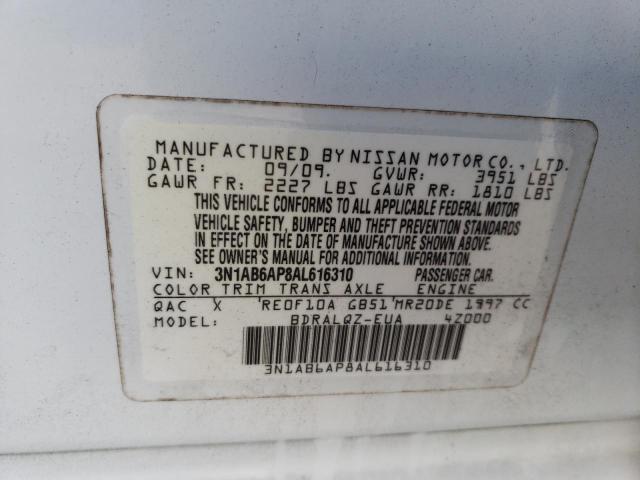 MANUFACTURED BY NISSAN MOTOR CO., LTD.
DATE: 09/09. GVWR: 3951 LBS
GAWR FR: 2227 LBS GAWR RR: 1810 LBS
THIS VEHICLE CONFORMS TO ALL APPLICABLE FEDERAL MOTOR
VEHICLE SAFETY, BUMPER AND THEFT PREVENTION STANDARDS
IN EFFECT ON THE DATE OF MANUFACTURE SHOWN ABOVE.
SEE OWNER'S MANUAL FOR ADDITIONAL INFORMATION.
VIN: 3N1AB6AP8AL616310 PASSENGER CAR.
COLOR TRIM TRANS AXLE ENGINE
QAC X 'RE0F10A GB51'MR20DE 1997 CC
MODEL: BDRALQZ-EUA 4Z000
3N1AB6AP8AL616310